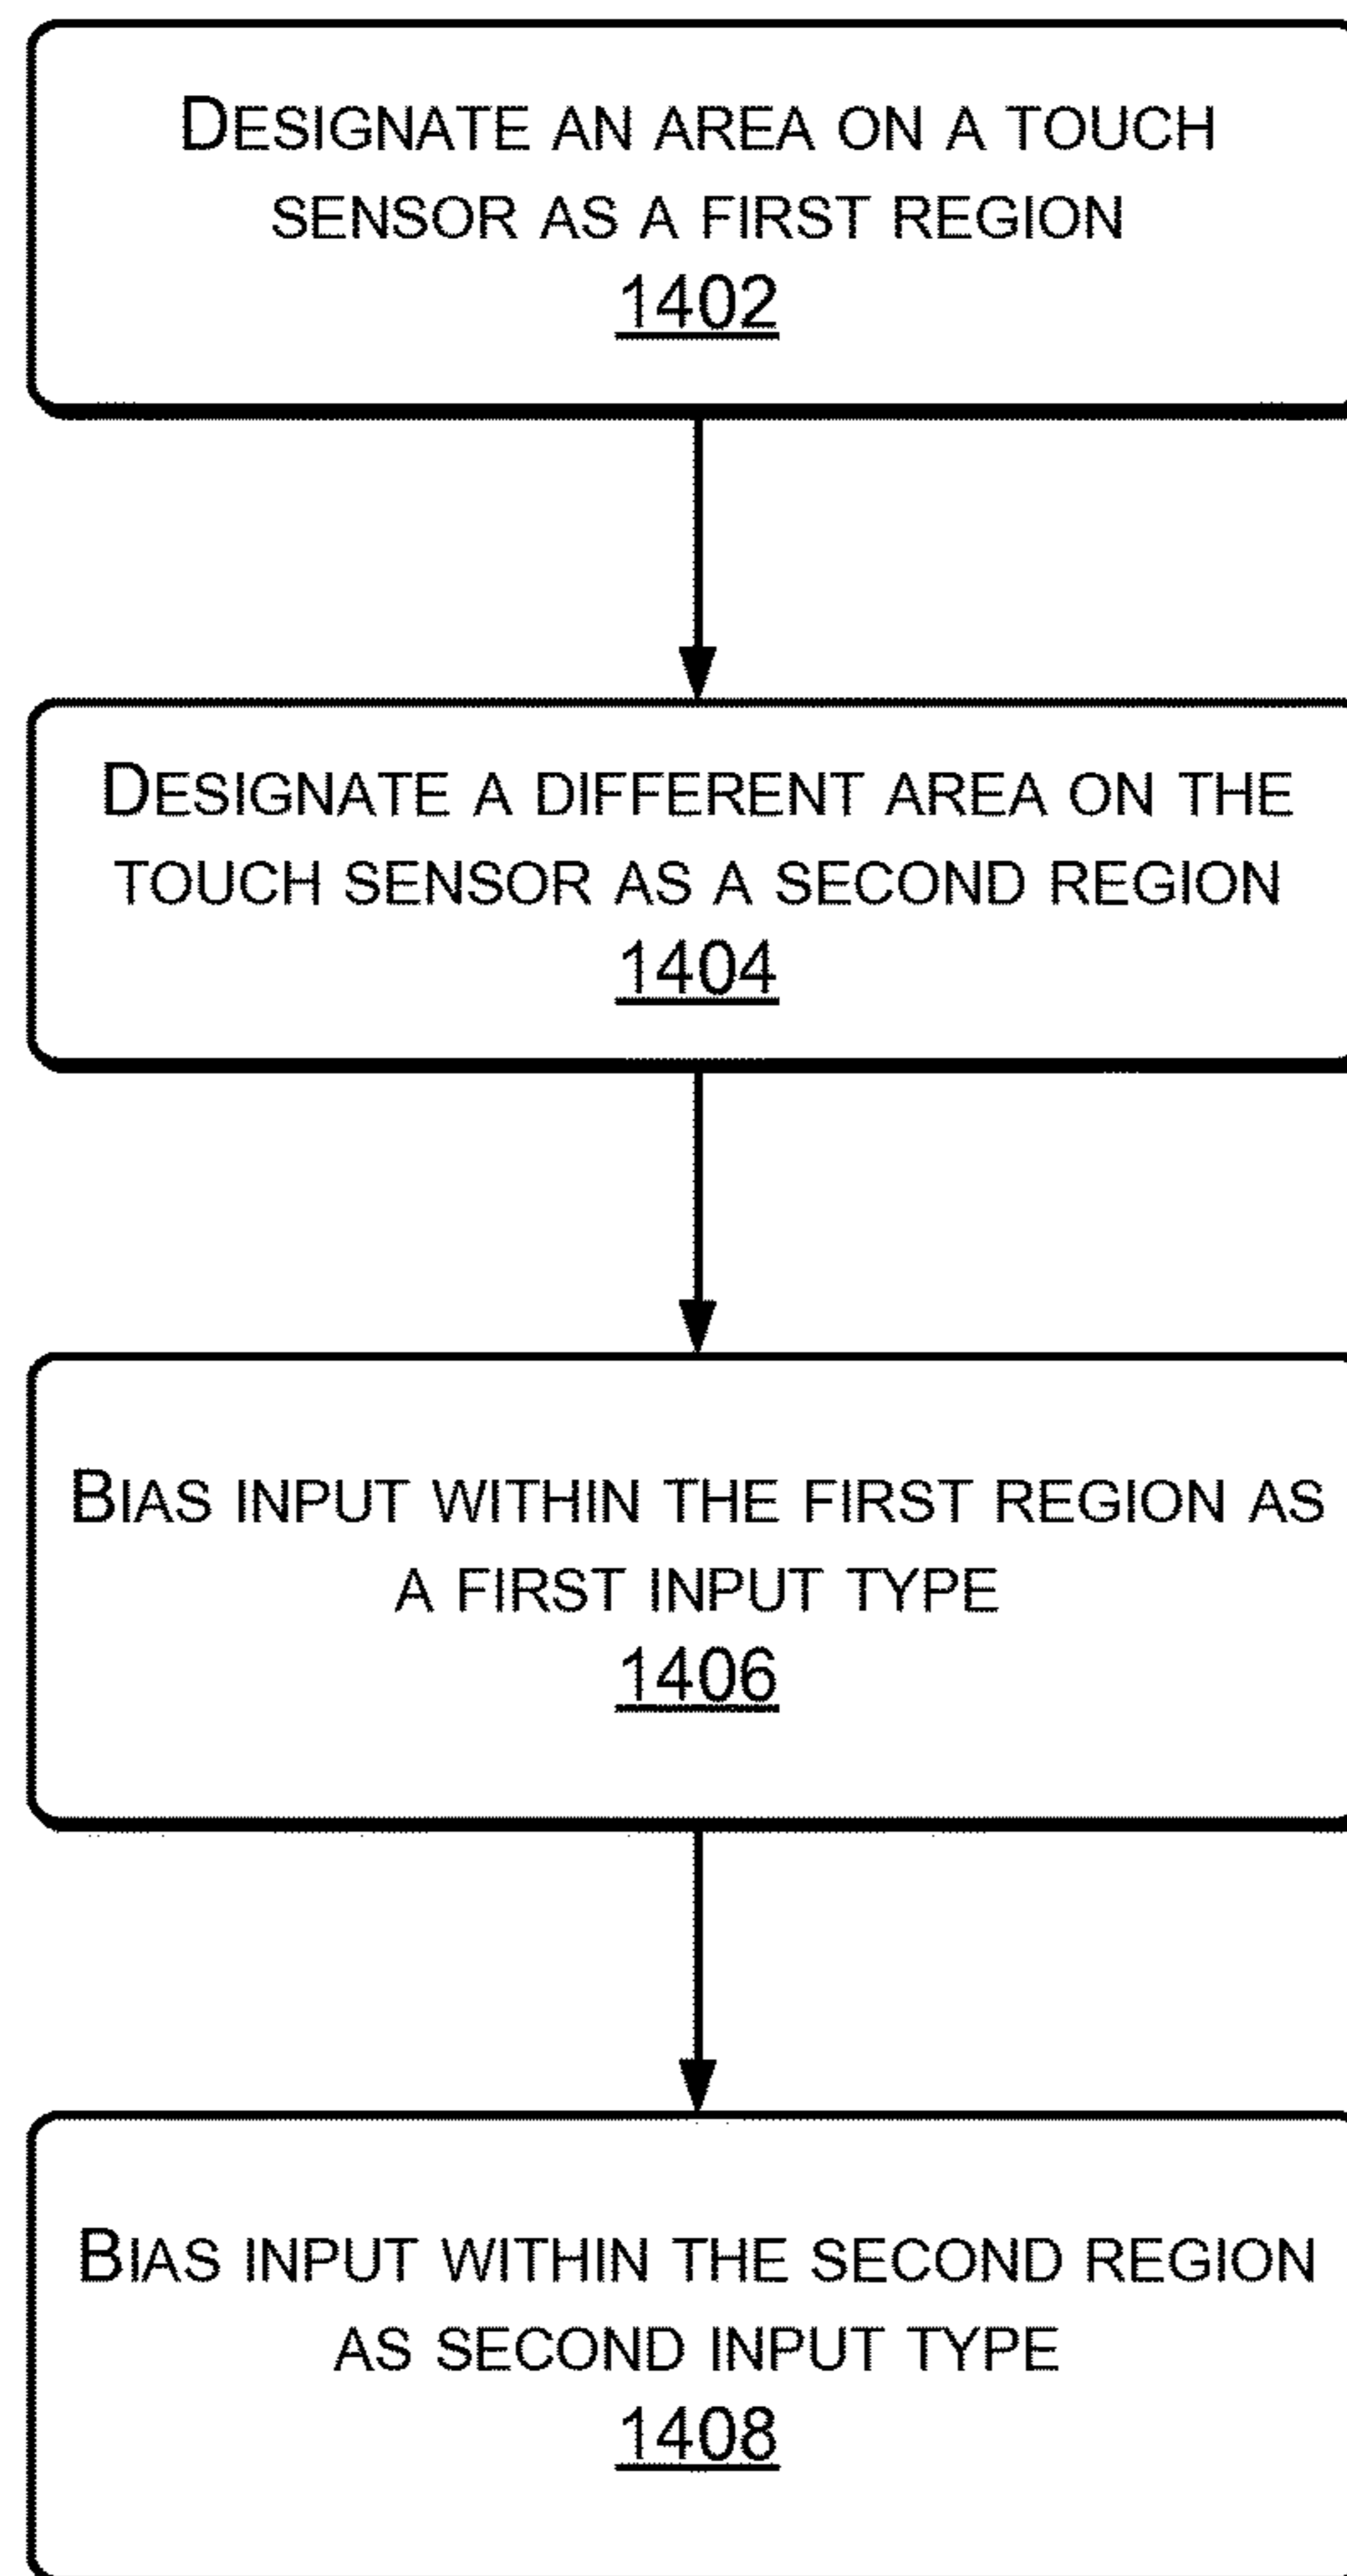 DESIGNATE AN AREA ON A TOUCH
SENSOR AS A FIRST REGION
1402
DESIGNATE A DIFFERENT AREA ON THE
TOUCH SENSOR AS A SECOND REGION
1404
BIAS INPUT WITHIN THE FIRST REGION AS
A FIRST INPUT TYPE
1406
BIAS INPUT WITHIN THE SECOND REGION
AS SECOND INPUT TYPE
1408